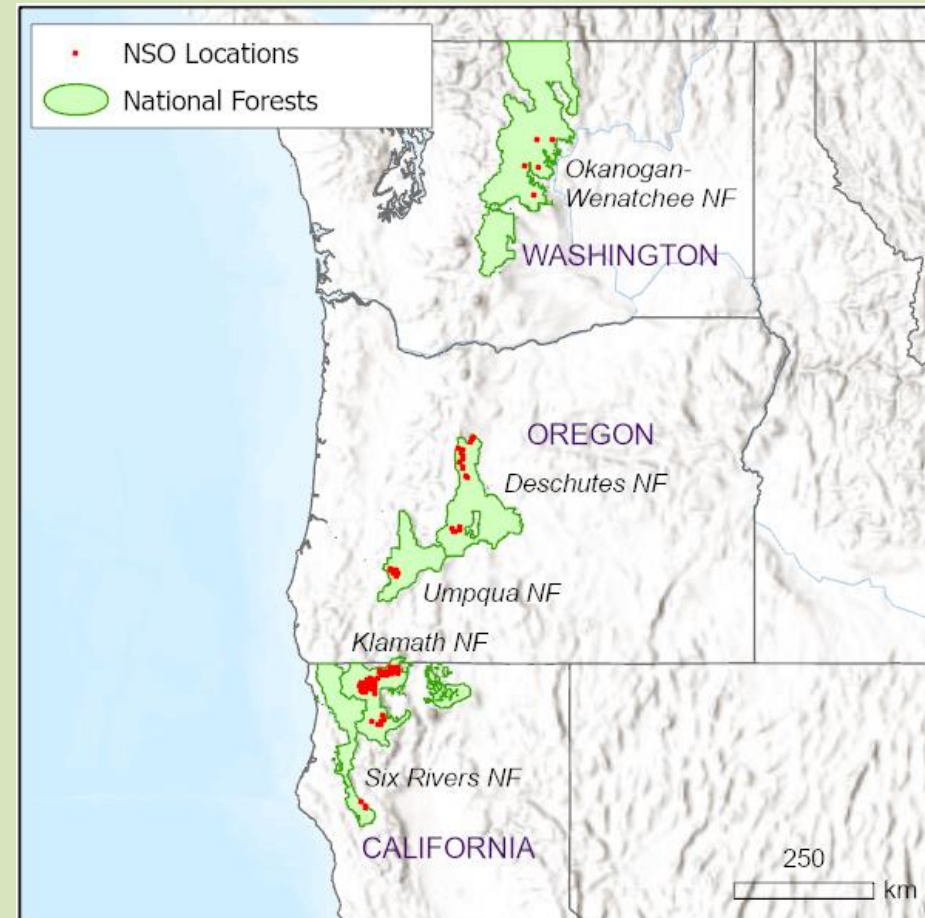 NSO Locations
National Forests
Okanogan-
Wenatchee NF
WASHINGTON
OREGON
Deschutes NF
Umpqua NF
Klamath NF
Six Rivers NF
CALIFORNIA
250
km